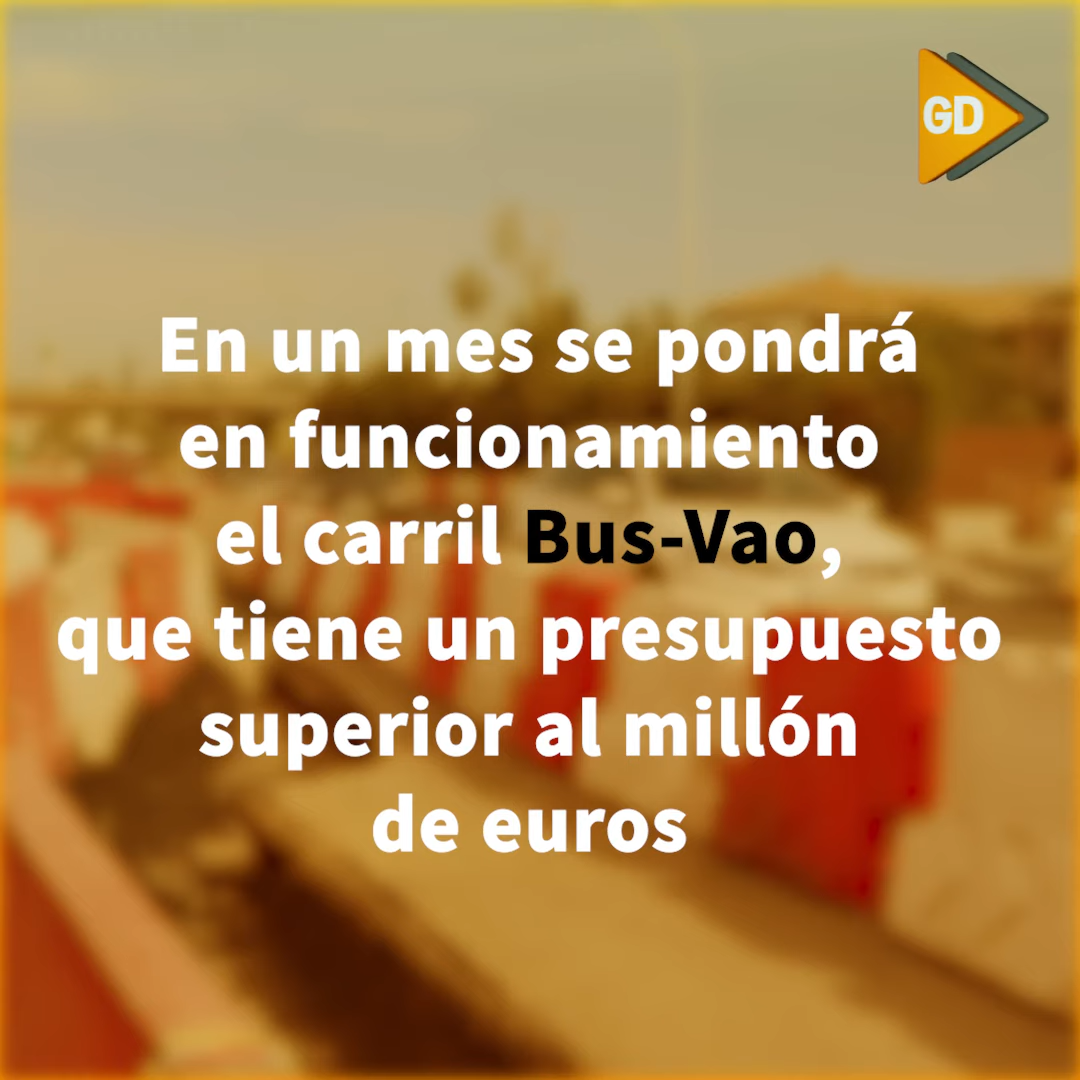 GD
En un mes se pondrá
en funcionamiento
el carril Bus-Vao,
que tiene un presupuesto
superior al millón
de euros